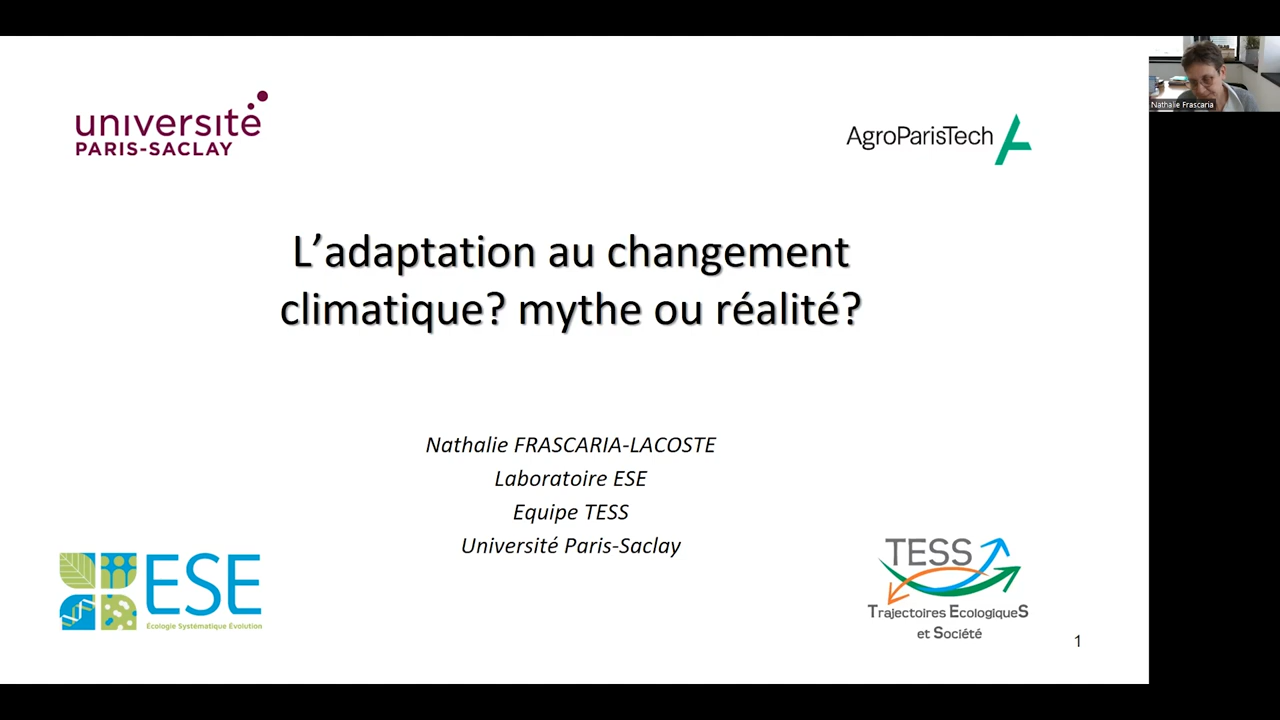 université
PARIS-SACLAY
AgroParisTech
Nathalie Frascaria
L'adaptation au changement
climatique? mythe ou réalité?
Nathalie FRASCARIA-LACOSTE
Laboratoire ESE
Equipe TESS
Université Paris-Saclay
ESE
Écologie Systématique Évolution
TESS
Trajectoires EcologiqueS
et Société
1